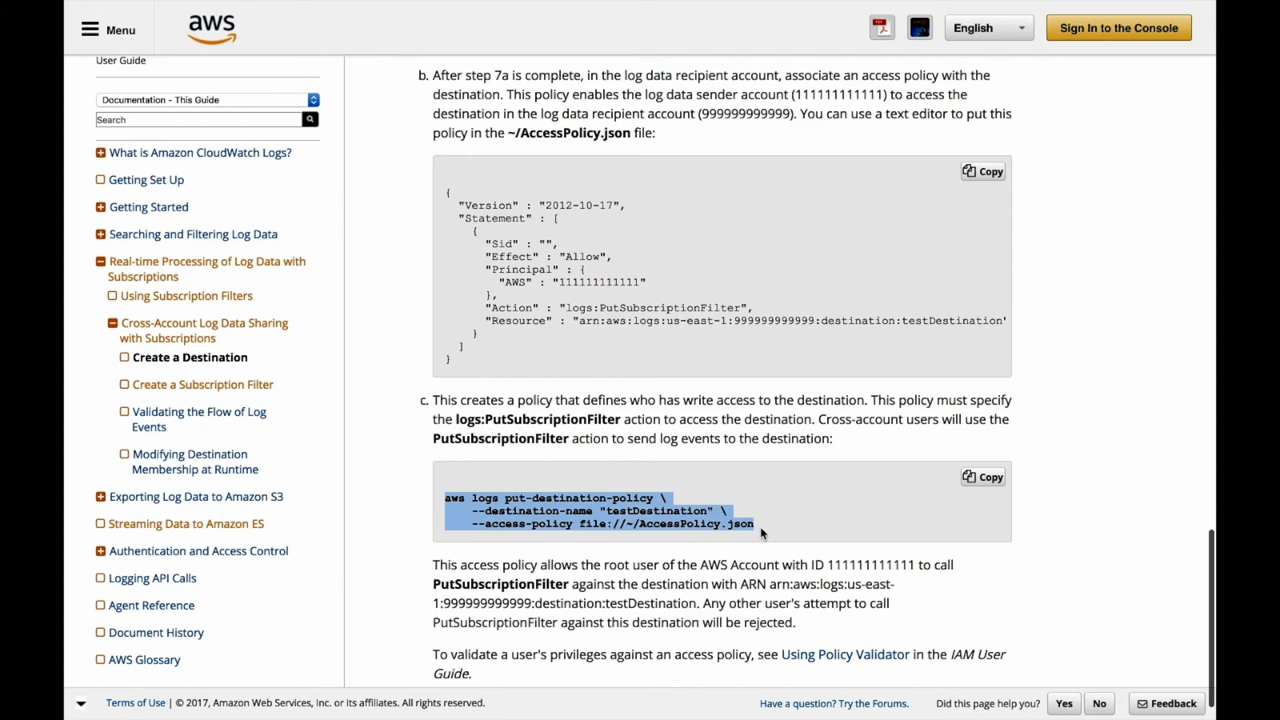 Menu
aws
English
Sign In to the Console
User Guide
Documentation - This Guide
Search
What is Amazon CloudWatch Logs?
Getting Set Up
Getting Started
Searching and Filtering Log Data
Real-time Processing of Log Data with
Subscriptions
Using Subscription Filters
Cross-Account Log Data Sharing
with Subscriptions
Create a Destination
Create a Subscription Filter
Validating the Flow of Log
Events
Modifying Destination
Membership at Runtime
Exporting Log Data to Amazon S3
Streaming Data to Amazon ES
Authentication and Access Control
Logging API Calls
Agent Reference
Document History
AWS Glossary
b. After step 7a is complete, in the log data recipient account, associate an access policy with the
destination. This policy enables the log data sender account (111111111111) to access the
destination in the log data recipient account (999999999999). You can use a text editor to put this
policy in the ~/AccessPolicy.json file:
Copy
{
"Version" : "2012-10-17",
"Statement" : [
{
"Sid" : "",
"Effect" : "Allow",
"Principal" : {
"AWS" : "111111111111"
},
"Action" : "logs:PutSubscriptionFilter",
"Resource" : "arn:aws:logs:us-east-1:999999999999:destination:testDestination"
}
]
}
c. This creates a policy that defines who has write access to the destination. This policy must specify
the logs:PutSubscriptionFilter action to access the destination. Cross-account users will use the
PutSubscriptionFilter action to send log events to the destination:
Copy
aws logs put-destination-policy \
--destination-name "testDestination" \
--access-policy file://~/AccessPolicy.json
This access policy allows the root user of the AWS Account with ID 111111111111 to call
PutSubscriptionFilter against the destination with ARN arn:aws:logs:us-east-
1:999999999999:destination:testDestination. Any other user's attempt to call
PutSubscriptionFilter against this destination will be rejected.
To validate a user's privileges against an access policy, see Using Policy Validator in the IAM User
Guide.
Terms of Use | © 2017, Amazon Web Services, Inc. or its affiliates. All rights reserved.
Have a question? Try the Forums.
Did this page help you?
Yes
No
Feedback